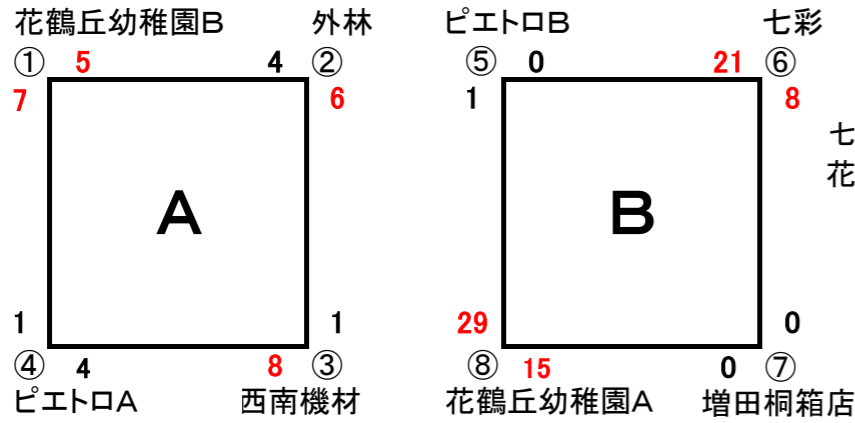 花鶴丘幼稚園B 外林
① 5 4 ②
7 6
A
1 1
④ 4 8 ③
ピエトロA 西南機材
ピエトロB 七彩
⑤ 0 21 ⑥
1 8
B
29 0
⑧ 15 0 ⑦
花鶴丘幼稚園A 増田桐箱店
七
花